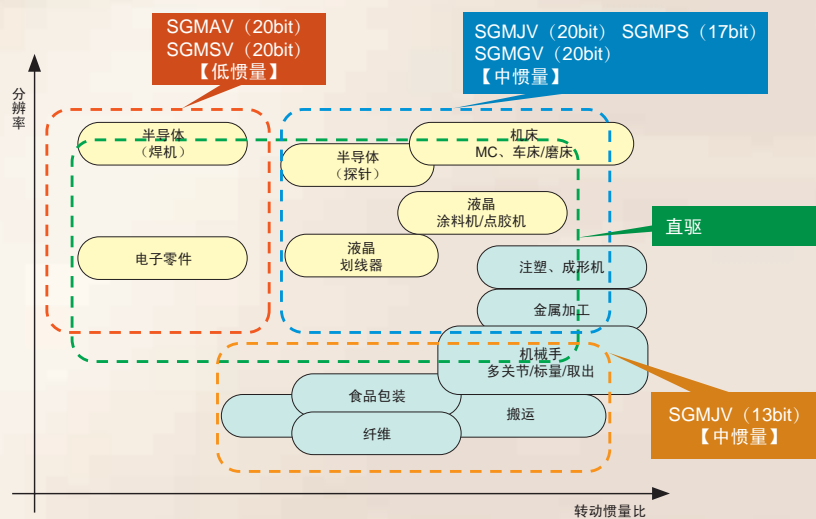 SGMAV（20bit）
SGMSV（20bit）
【低惯量】
SGMJV（20bit） SGMPS（17bit）
SGMGV（20bit）
【中惯量】
分辨率
半导体
（焊机）
半导体
（探针）
机床
MC、车床/磨床
液晶
涂料机/点胶机
直驱
电子零件
液晶
划线器
注塑、成形机
金属加工
机械手
多关节/标量/取出
食品包装
搬运
纤维
SGMJV（13bit）
【中惯量】
转动惯量比